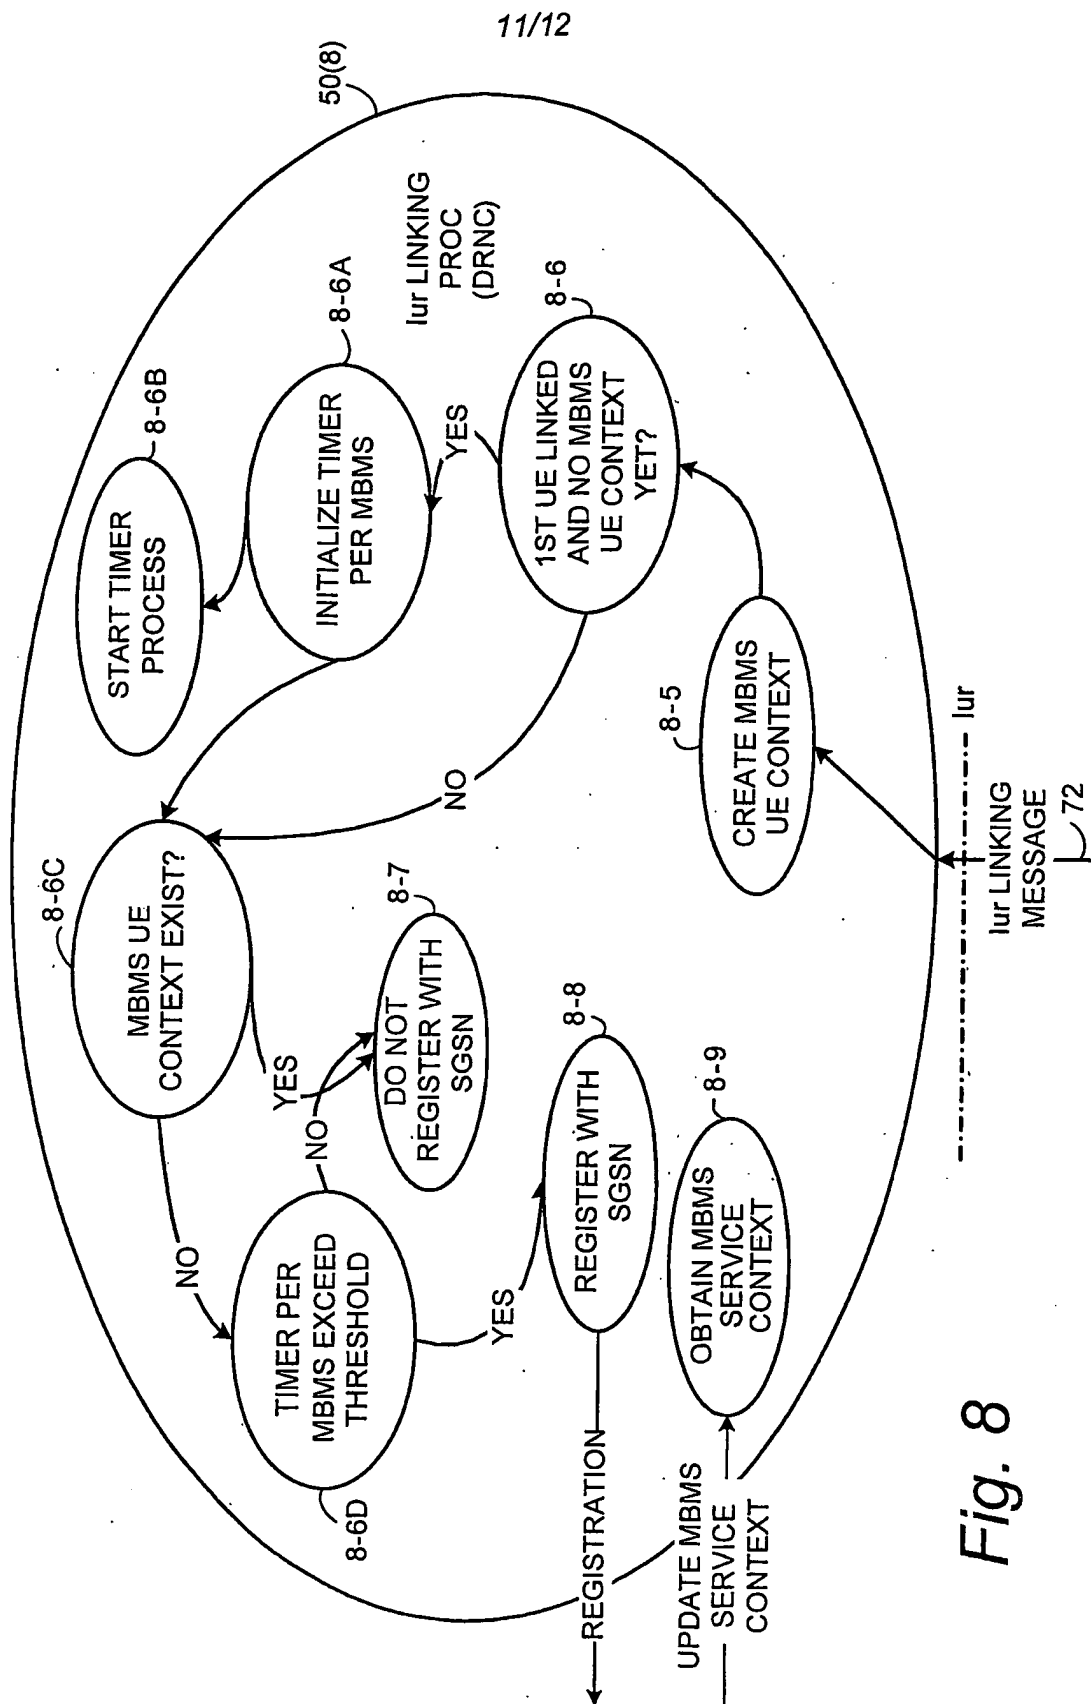 11/12
50(8)
Iur LINKING
PROC
(DRNC)
8-6B
START TIMER
PROCESS
8-6A
INITIALIZE TIMER
PER MBMS
YES
8-6
1ST UE LINKED
AND NO MBMS
UE CONTEXT
YET?
NO
8-6C
MBMS UE
CONTEXT EXIST?
YES
NO
8-7
DO NOT
REGISTER WITH
SGSN
NO
8-6D
TIMER PER
MBMS EXCEED
THRESHOLD
YES
8-8
REGISTER WITH
SGSN
8-5
CREATE MBMS
UE CONTEXT
8-9
OBTAIN MBMS
SERVICE
CONTEXT
REGISTRATION
UPDATE MBMS
SERVICE
CONTEXT
Iur
Iur LINKING
MESSAGE
72
Fig. 8